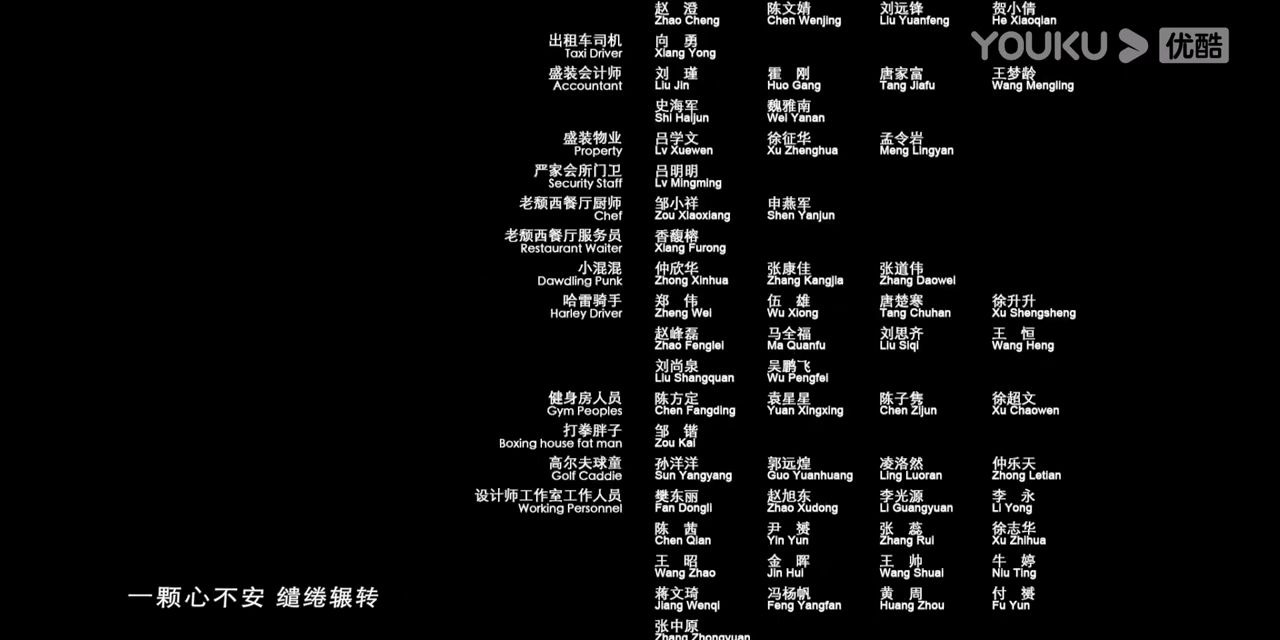 赵 澄 陈文婧 刘远锋 贺小倩
Zhao Cheng Chen Wenjing Liu Yuanfeng He Xiaoqian
YOUKU 优酷
出租车司机 向 勇
Taxi Driver Xiang Yong
盛装会计师 刘 瑾 霍 刚 唐家富 王梦龄
Accountant Liu Jin Huo Gang Tang Jiafu Wang Mengling
史海军 魏雅南
Shi Haijun Wei Yanan
盛装物业 吕学文 徐征华 孟令岩
Property Lv Xuewen Xu Zhenghua Meng Lingyan
严家会所门卫 吕明明
Security Staff Lv Mingming
老颓西餐厅厨师 邹小祥 申燕军
Chef Zou Xiaoxiang Shen Yanjun
老颓西餐厅服务员 香馥榕
Restaurant Waiter Xiang Furong
小混混 仲欣华 张康佳 张道伟
Dawdling Punk Zhong Xinhua Zhang Kangjia Zhang Daowei
哈雷骑手 郑 伟 伍 雄 唐楚寒 徐升升
Harley Driver Zheng Wei Wu Xiong Tang Chuhan Xu Shengsheng
赵峰磊 马全福 刘思齐 王 恒
Zhao Fenglei Ma Quanfu Liu Siqi Wang Heng
刘尚泉 吴鹏飞
Liu Shangquan Wu Pengfei
健身房人员 陈方定 袁星星 陈子隽 徐超文
Gym Peoples Chen Fangding Yuan Xingxing Chen Zijun Xu Chaowen
打拳胖子 邹 锴
Boxing house fat man Zou Kai
高尔夫球童 孙洋洋 郭远煌 凌洛然 仲乐天
Golf Caddie Sun Yangyang Guo Yuanhuang Ling Luoran Zhong Letian
设计师工作室工作人员 樊东丽 赵旭东 李光源 李 永
Working Personnel Fan Dongli Zhao Xudong Li Guangyuan Li Yong
陈 茜 尹 赟 张 蕊 徐志华
Chen Qian Yin Yun Zhang Rui Xu Zhihua
王 昭 金 晖 王 帅 牛 婷
Wang Zhao Jin Hui Wang Shuai Niu Ting
蒋文琦 冯杨帆 黄 周 付 赟
Jiang Wenqi Feng Yangfan Huang Zhou Fu Yun
一颗心不安 缱绻辗转
张中原
Zhang Zhongyuan